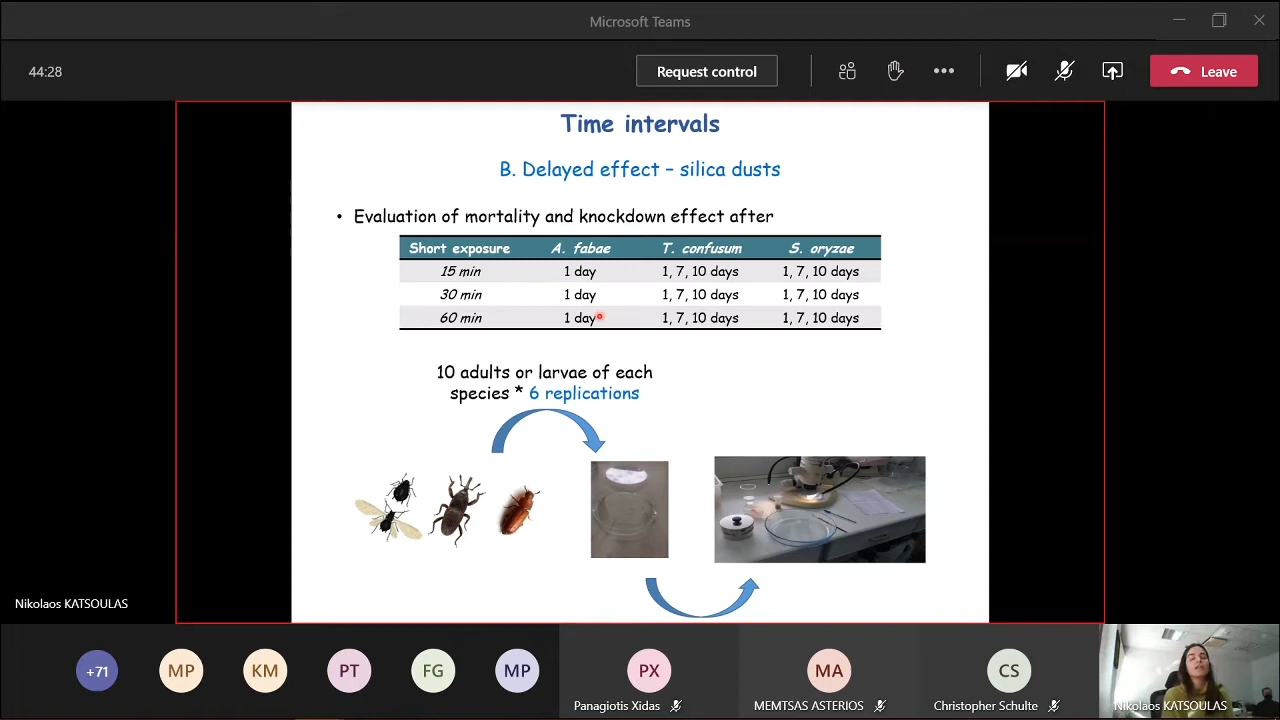 Microsoft Teams
44:28
Request control
Leave
Time intervals
B. Delayed effect – silica dusts
• Evaluation of mortality and knockdown effect after
Short exposure A. fabae T. confusum S. oryzae
15 min 1 day 1, 7, 10 days 1, 7, 10 days
30 min 1 day 1, 7, 10 days 1, 7, 10 days
60 min 1 day 1, 7, 10 days 1, 7, 10 days
10 adults or larvae of each
species * 6 replications
Nikolaos KATSOULAS
+71
MP
KM
PT
FG
MP
PX
MA
CS
Panagiotis Xidas
MEMTSAS ASTERIOS
Christopher Schulte
Nikolaos KATSOULAS